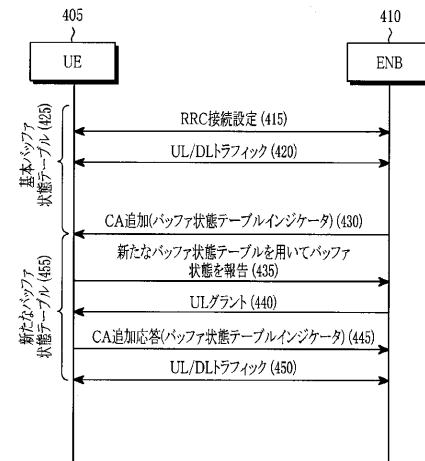 405
410
UE
ENB
RRC接続設定(415)
UL/DLトラフィック(420)
基本バッファ
状態テーブル(425)
CA追加(バッファ状態テーブルインジケータ)(430)
新たなバッファ状態テーブルを用いてバッファ
状態を報告(435)
ULグラント(440)
CA追加応答(バッファ状態テーブルインジケータ)(445)
UL/DLトラフィック(450)
新たなバッファ
状態テーブル(455)